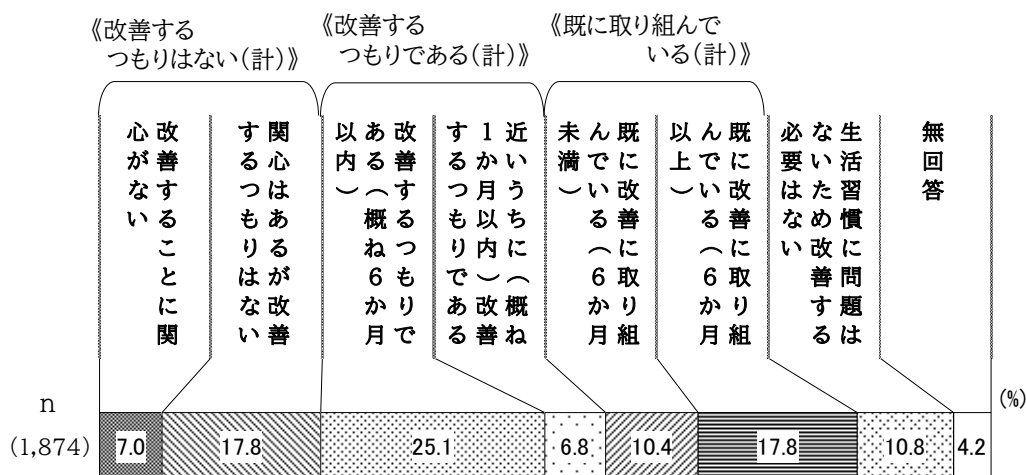 《改善する
つもりはない(計)》
《改善する
つもりである(計)》
《既に取り組んで
いる(計)》
改善することに関
心がない
関心はあるが改善
するつもりはない
改善するつもりで
ある（概ね６か月
以内）
近いうちに（概ね
１か月以内）改善
するつもりである
既に改善に取り組
んでいる（６か月
未満）
既に改善に取り組
んでいる（６か月
以上）
生活習慣に問題は
ないため改善する
必要はない
無回答
n
(%)
(1,874)
7.0
17.8
25.1
6.8
10.4
17.8
10.8
4.2